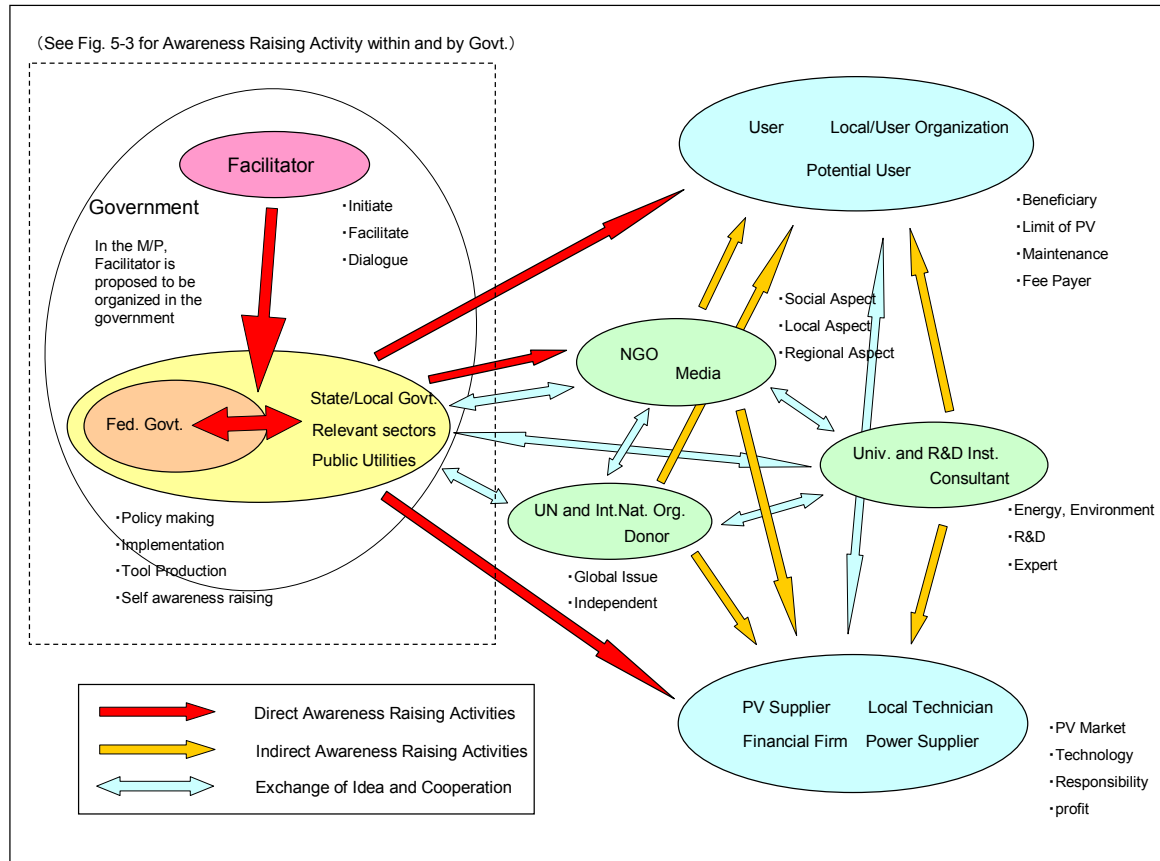 (See Fig. 5-3 for Awareness Raising Activity within and by Govt.)
Facilitator
Government
In the M/P,
Facilitator is
proposed to be
organized in the
government
・Initiate
・Facilitate
・Dialogue
Fed. Govt.
State/Local Govt.
Relevant sectors
Public Utilities
・Policy making
・Implementation
・Tool Production
・Self awareness raising
User Local/User Organization
Potential User
・Beneficiary
・Limit of PV
・Maintenance
・Fee Payer
・Social Aspect
・Local Aspect
・Regional Aspect
NGO
Media
Univ. and R&D Inst.
Consultant
・Energy, Environment
・R&D
・Expert
UN and Int.Nat. Org.
Donor
・Global Issue
・Independent
PV Supplier Local Technician
Financial Firm Power Supplier
・PV Market
・Technology
・Responsibility
・profit
Direct Awareness Raising Activities
Indirect Awareness Raising Activities
Exchange of Idea and Cooperation